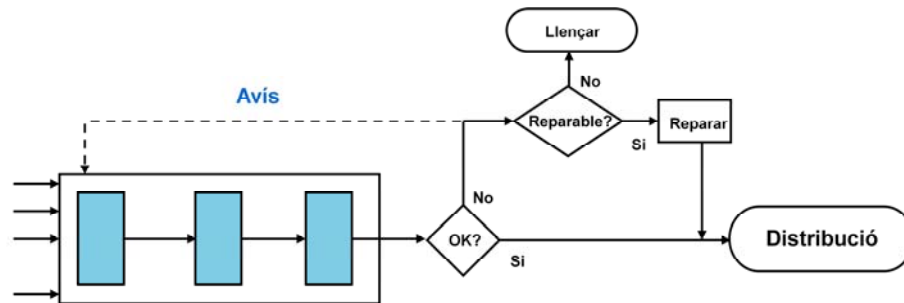 Llençar
Avís
No
Reparable?
Reparar
Si
No
OK?
Si
Distribució